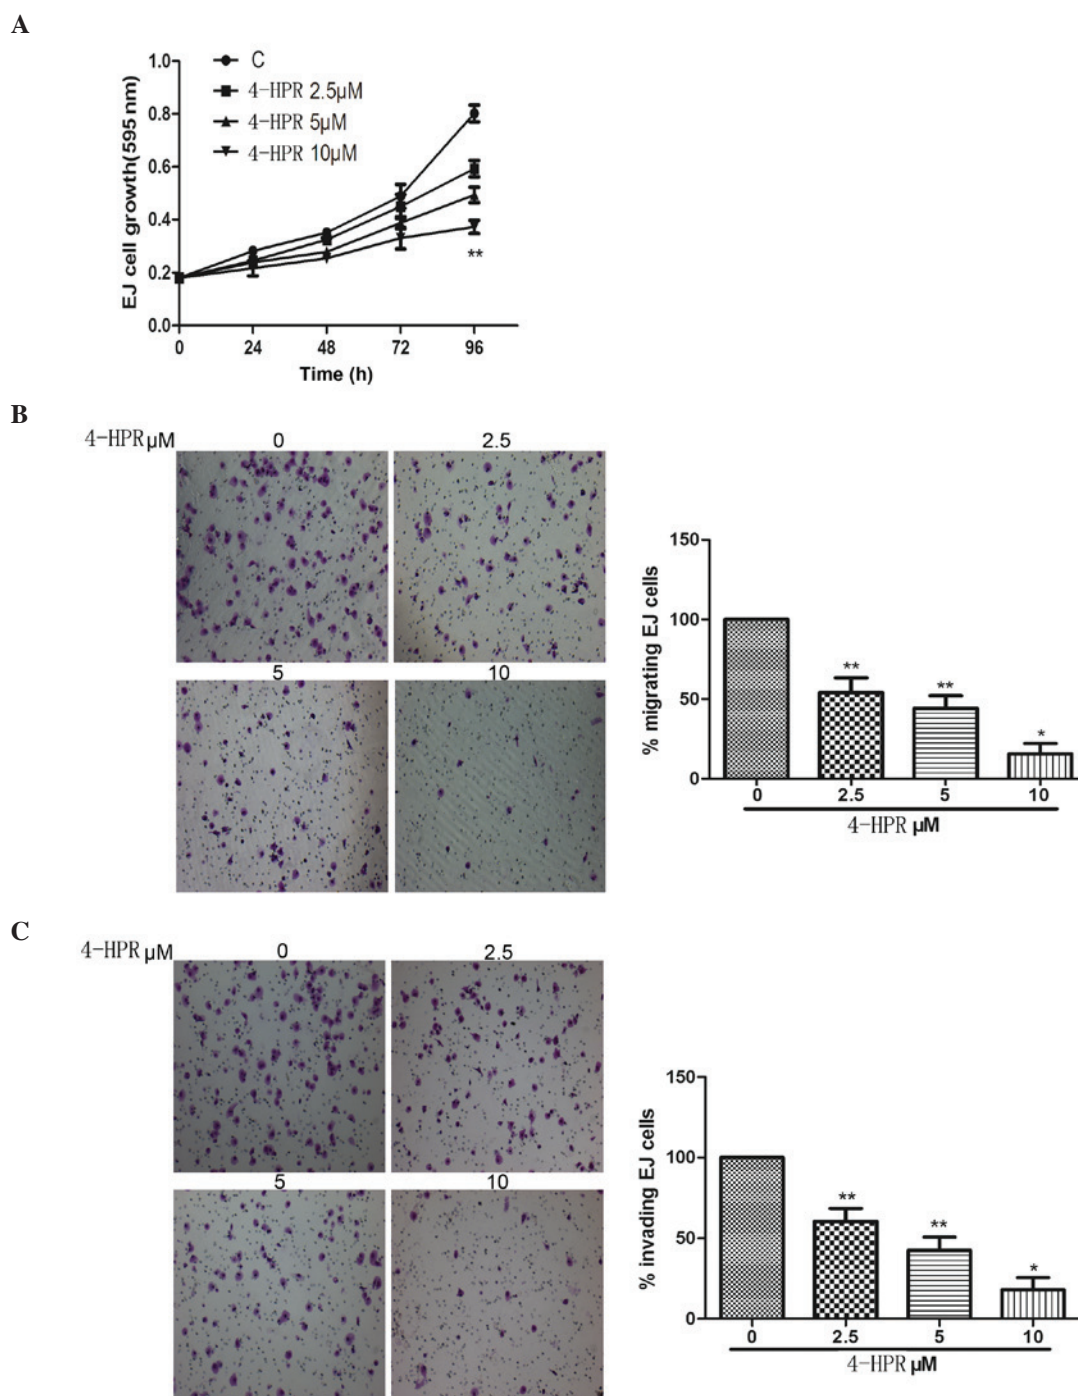 A
C
4-HPR 2.5µM
4-HPR 5µM
4-HPR 10µM
EJ cell growth(595 nm)
1.0
0.8
0.6
0.4
0.2
0.0
**
0 24 48 72 96
Time (h)
B
4-HPR µM 0 2.5
5 10
% migrating EJ cells
150
100
50
0
** ** *
0 2.5 5 10
4-HPR µM
C
4-HPR µM 0 2.5
5 10
% invading EJ cells
150
100
50
0
** ** *
0 2.5 5 10
4-HPR µM